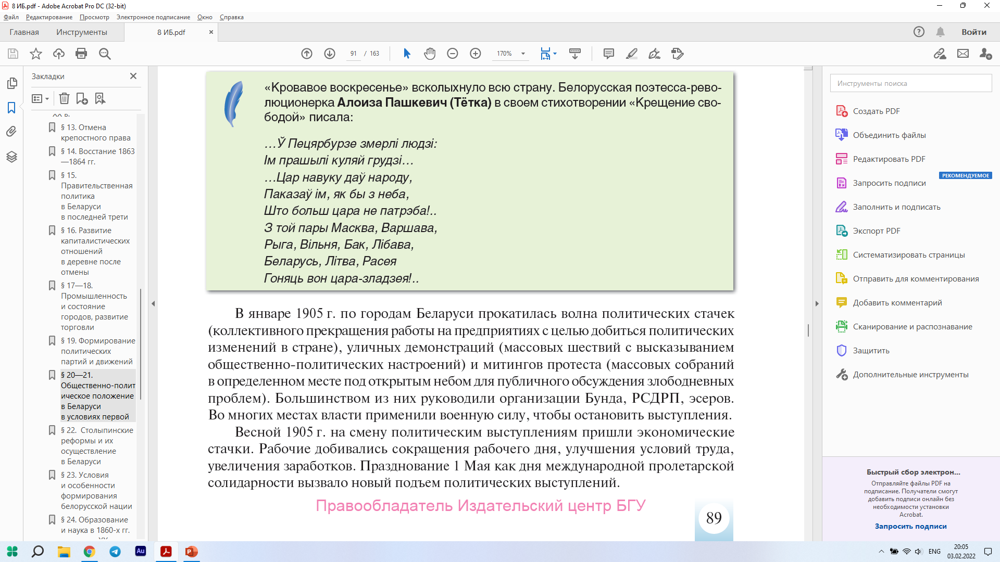 8 ИБ.pdf - Adobe Acrobat Pro DC (32-bit)
Файл Редактирование Просмотр Электронное подписание Окно Справка
Главная Инструменты 8 ИБ.pdf Войти
91 / 163 170%
Закладки
XX в.
§ 13. Отмена
крепостного права
§ 14. Восстание 1863
—1864 гг.
§ 15.
Правительственная
политика
в Беларуси
в последней трети
§ 16. Развитие
капиталистических
отношений
в деревне после
отмены
§ 17—18.
Промышленность
и состояние
городов, развитие
торговли
§ 19. Формирование
политических
партий и движений
§ 20—21.
Общественно-полит
ическое положение
в Беларуси
в условиях первой
§ 22. Столыпинские
реформы и их
осуществление
в Беларуси
§ 23. Условия
и особенности
формирования
белорусской нации
§ 24. Образование
и наука в 1860-х гг.
«Кровавое воскресенье» всколыхнуло всю страну. Белорусская поэтесса-рево-
люционерка Алоиза Пашкевич (Тётка) в своем стихотворении «Крещение сво-
бодой» писала:
…Ў Пецярбурзе змерлі людзі:
Ім прашылі куляй грудзі…
…Цар навуку даў народу,
Паказаў ім, як бы з неба,
Што больш цара не патрэба!..
З той пары Масква, Варшава,
Рыга, Вільня, Бак, Лібава,
Беларусь, Літва, Расея
Гоняць вон цара-зладзея!..
В январе 1905 г. по городам Беларуси прокатилась волна политических стачек
(коллективного прекращения работы на предприятиях с целью добиться политических
изменений в стране), уличных демонстраций (массовых шествий с высказыванием
общественно-политических настроений) и митингов протеста (массовых собраний
в определенном месте под открытым небом для публичного обсуждения злободневных
проблем). Большинством из них руководили организации Бунда, РСДРП, эсеров.
Во многих местах власти применили военную силу, чтобы остановить выступления.
Весной 1905 г. на смену политическим выступлениям пришли экономические
стачки. Рабочие добивались сокращения рабочего дня, улучшения условий труда,
увеличения заработков. Празднование 1 Мая как дня международной пролетарской
солидарности вызвало новый подъем политических выступлений.
Правообладатель Издательский центр БГУ
89
Инструменты поиска
Создать PDF
Объединить файлы
Редактировать PDF
РЕКОМЕНДУЕМОЕ
Запросить подписи
Заполнить и подписать
Экспорт PDF
Систематизировать страницы
Отправить для комментирования
Добавить комментарий
Сканирование и распознавание
Защитить
Дополнительные инструменты
Быстрый сбор электрон...
Отправляйте файлы PDF на
подписание. Получатели смогут
добавить подписи онлайн без
необходимости установки
Acrobat.
Запросить подписи
Au
ENG
20:05
03.02.2022